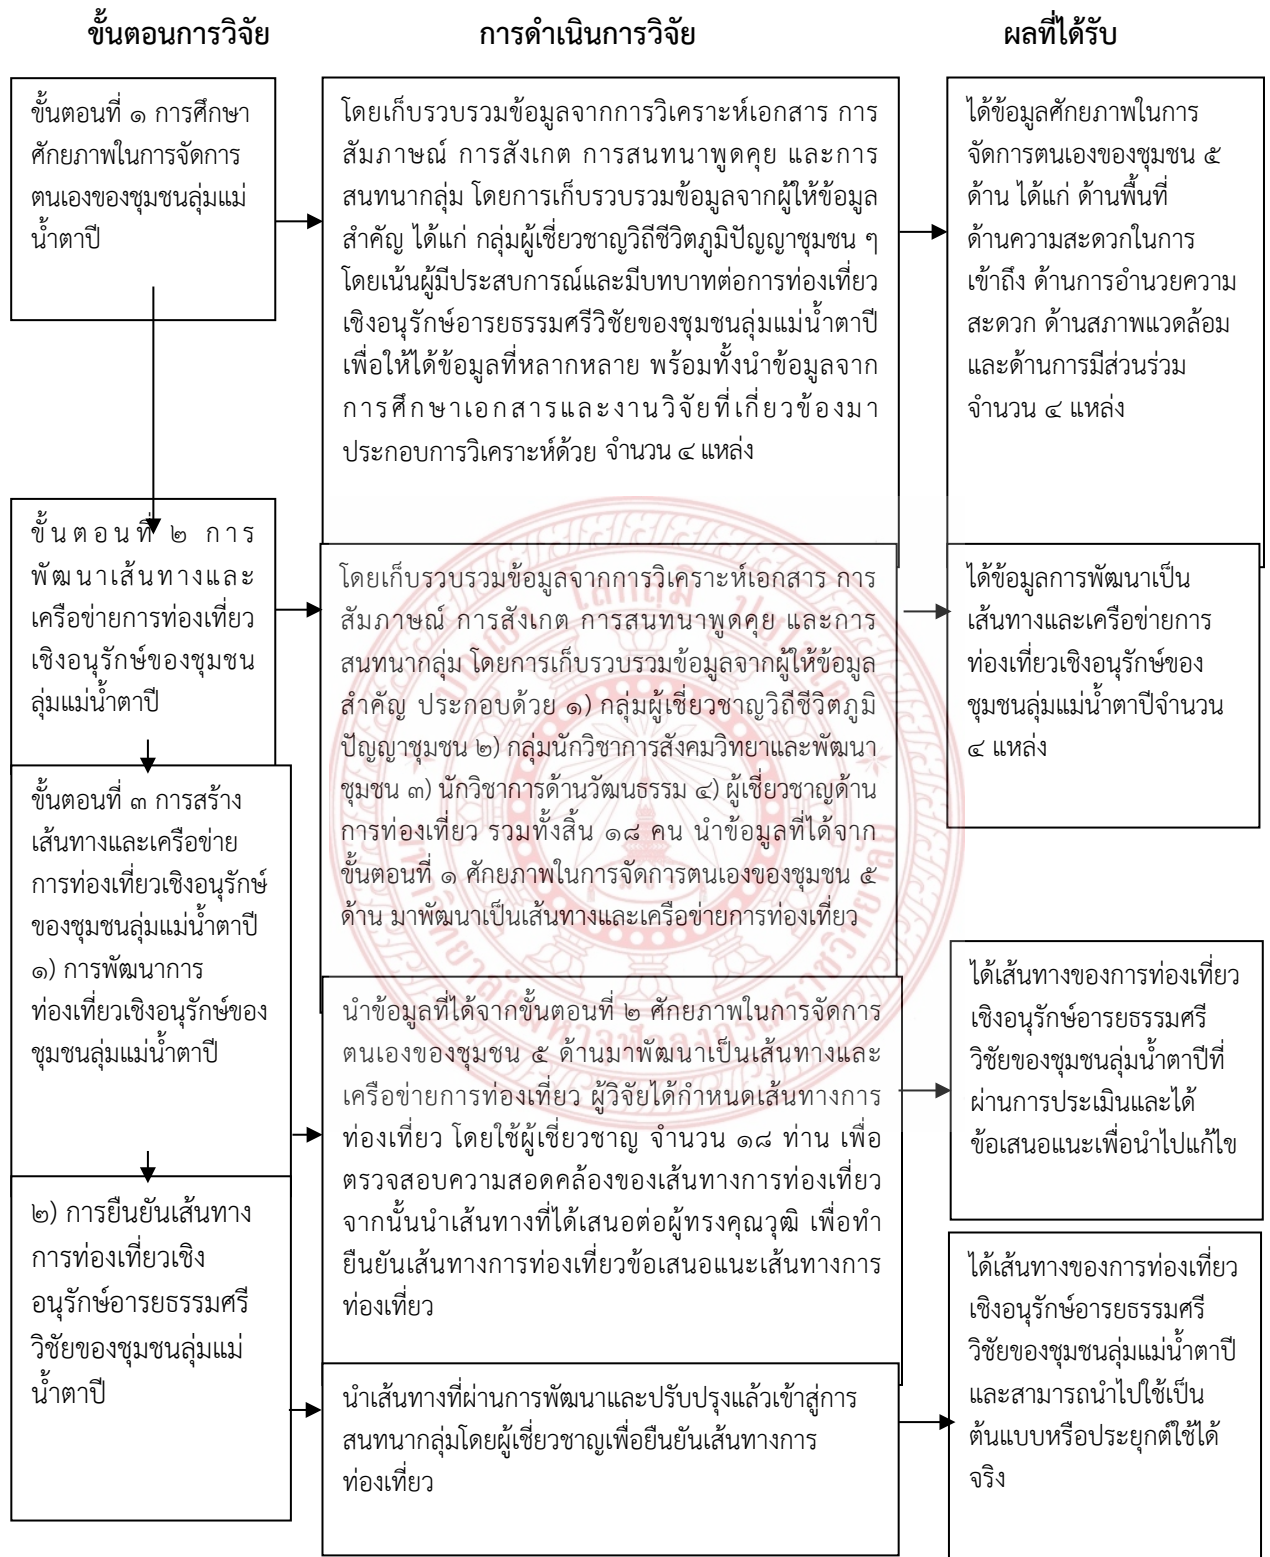 ขั้นตอนการวิจัย
การดำเนินการวิจัย
ผลที่ได้รับ
ขั้นตอนที่ ๑ การศึกษา
ศักยภาพในการจัดการ
ตนเองของชุมชนลุ่มแม่
น้ำตาปี
โดยเก็บรวบรวมข้อมูลจากการวิเคราะห์เอกสาร การ
สัมภาษณ์ การสังเกต การสนทนาพูดคุย และการ
สนทนากลุ่ม โดยการเก็บรวบรวมข้อมูลจากผู้ให้ข้อมูล
สำคัญ ได้แก่ กลุ่มผู้เชี่ยวชาญวิถีชีวิตภูมิปัญญาชุมชน ๆ
โดยเน้นผู้มีประสบการณ์และมีบทบาทต่อการท่องเที่ยว
เชิงอนุรักษ์อารยธรรมศรีวิชัยของชุมชนลุ่มแม่น้ำตาปี
เพื่อให้ได้ข้อมูลที่หลากหลาย พร้อมทั้งนำข้อมูลจาก
การศึกษาเอกสารและงานวิจัยที่เกี่ยวข้องมา
ประกอบการวิเคราะห์ด้วย จำนวน ๔ แหล่ง
ได้ข้อมูลศักยภาพในการ
จัดการตนเองของชุมชน ๕
ด้าน ได้แก่ ด้านพื้นที่
ด้านความสะดวกในการ
เข้าถึง ด้านการอำนวยความ
สะดวก ด้านสภาพแวดล้อม
และด้านการมีส่วนร่วม
จำนวน ๔ แหล่ง
ขั้นตอนที่ ๒ การ
พัฒนาเส้นทางและ
เครือข่ายการท่องเที่ยว
เชิงอนุรักษ์ของชุมชน
ลุ่มแม่น้ำตาปี
โดยเก็บรวบรวมข้อมูลจากการวิเคราะห์เอกสาร การ
สัมภาษณ์ การสังเกต การสนทนาพูดคุย และการ
สนทนากลุ่ม โดยการเก็บรวบรวมข้อมูลจากผู้ให้ข้อมูล
สำคัญ ประกอบด้วย ๑) กลุ่มผู้เชี่ยวชาญวิถีชีวิตภูมิ
ปัญญาชุมชน ๒) กลุ่มนักวิชาการสังคมวิทยาและพัฒนา
ชุมชน ๓) นักวิชาการด้านวัฒนธรรม ๔) ผู้เชี่ยวชาญด้าน
การท่องเที่ยว รวมทั้งสิ้น ๑๘ คน นำข้อมูลที่ได้จาก
ขั้นตอนที่ ๑ ศักยภาพในการจัดการตนเองของชุมชน ๕
ด้าน มาพัฒนาเป็นเส้นทางและเครือข่ายการท่องเที่ยว
ได้ข้อมูลการพัฒนาเป็น
เส้นทางและเครือข่ายการ
ท่องเที่ยวเชิงอนุรักษ์ของ
ชุมชนลุ่มแม่น้ำตาปีจำนวน
๔ แหล่ง
ขั้นตอนที่ ๓ การสร้าง
เส้นทางและเครือข่าย
การท่องเที่ยวเชิงอนุรักษ์
ของชุมชนลุ่มแม่น้ำตาปี
๑) การพัฒนาการ
ท่องเที่ยวเชิงอนุรักษ์ของ
ชุมชนลุ่มแม่น้ำตาปี
นำข้อมูลที่ได้จากขั้นตอนที่ ๒ ศักยภาพในการจัดการ
ตนเองของชุมชน ๕ ด้านมาพัฒนาเป็นเส้นทางและ
เครือข่ายการท่องเที่ยว ผู้วิจัยได้กำหนดเส้นทางการ
ท่องเที่ยว โดยใช้ผู้เชี่ยวชาญ จำนวน ๑๘ ท่าน เพื่อ
ตรวจสอบความสอดคล้องของเส้นทางการท่องเที่ยว
จากนั้นนำเส้นทางที่ได้เสนอต่อผู้ทรงคุณวุฒิ เพื่อทำ
ยืนยันเส้นทางการท่องเที่ยวข้อเสนอแนะเส้นทางการ
ท่องเที่ยว
ได้เส้นทางของการท่องเที่ยว
เชิงอนุรักษ์อารยธรรมศรี
วิชัยของชุมชนลุ่มน้ำตาปีที่
ผ่านการประเมินและได้
ข้อเสนอแนะเพื่อนำไปแก้ไข
๒) การยืนยันเส้นทาง
การท่องเที่ยวเชิง
อนุรักษ์อารยธรรมศรี
วิชัยของชุมชนลุ่มแม่
น้ำตาปี
นำเส้นทางที่ผ่านการพัฒนาและปรับปรุงแล้วเข้าสู่การ
สนทนากลุ่มโดยผู้เชี่ยวชาญเพื่อยืนยันเส้นทางการ
ท่องเที่ยว
ได้เส้นทางของการท่องเที่ยว
เชิงอนุรักษ์อารยธรรมศรี
วิชัยของชุมชนลุ่มแม่น้ำตาปี
และสามารถนำไปใช้เป็น
ต้นแบบหรือประยุกต์ใช้ได้
จริง